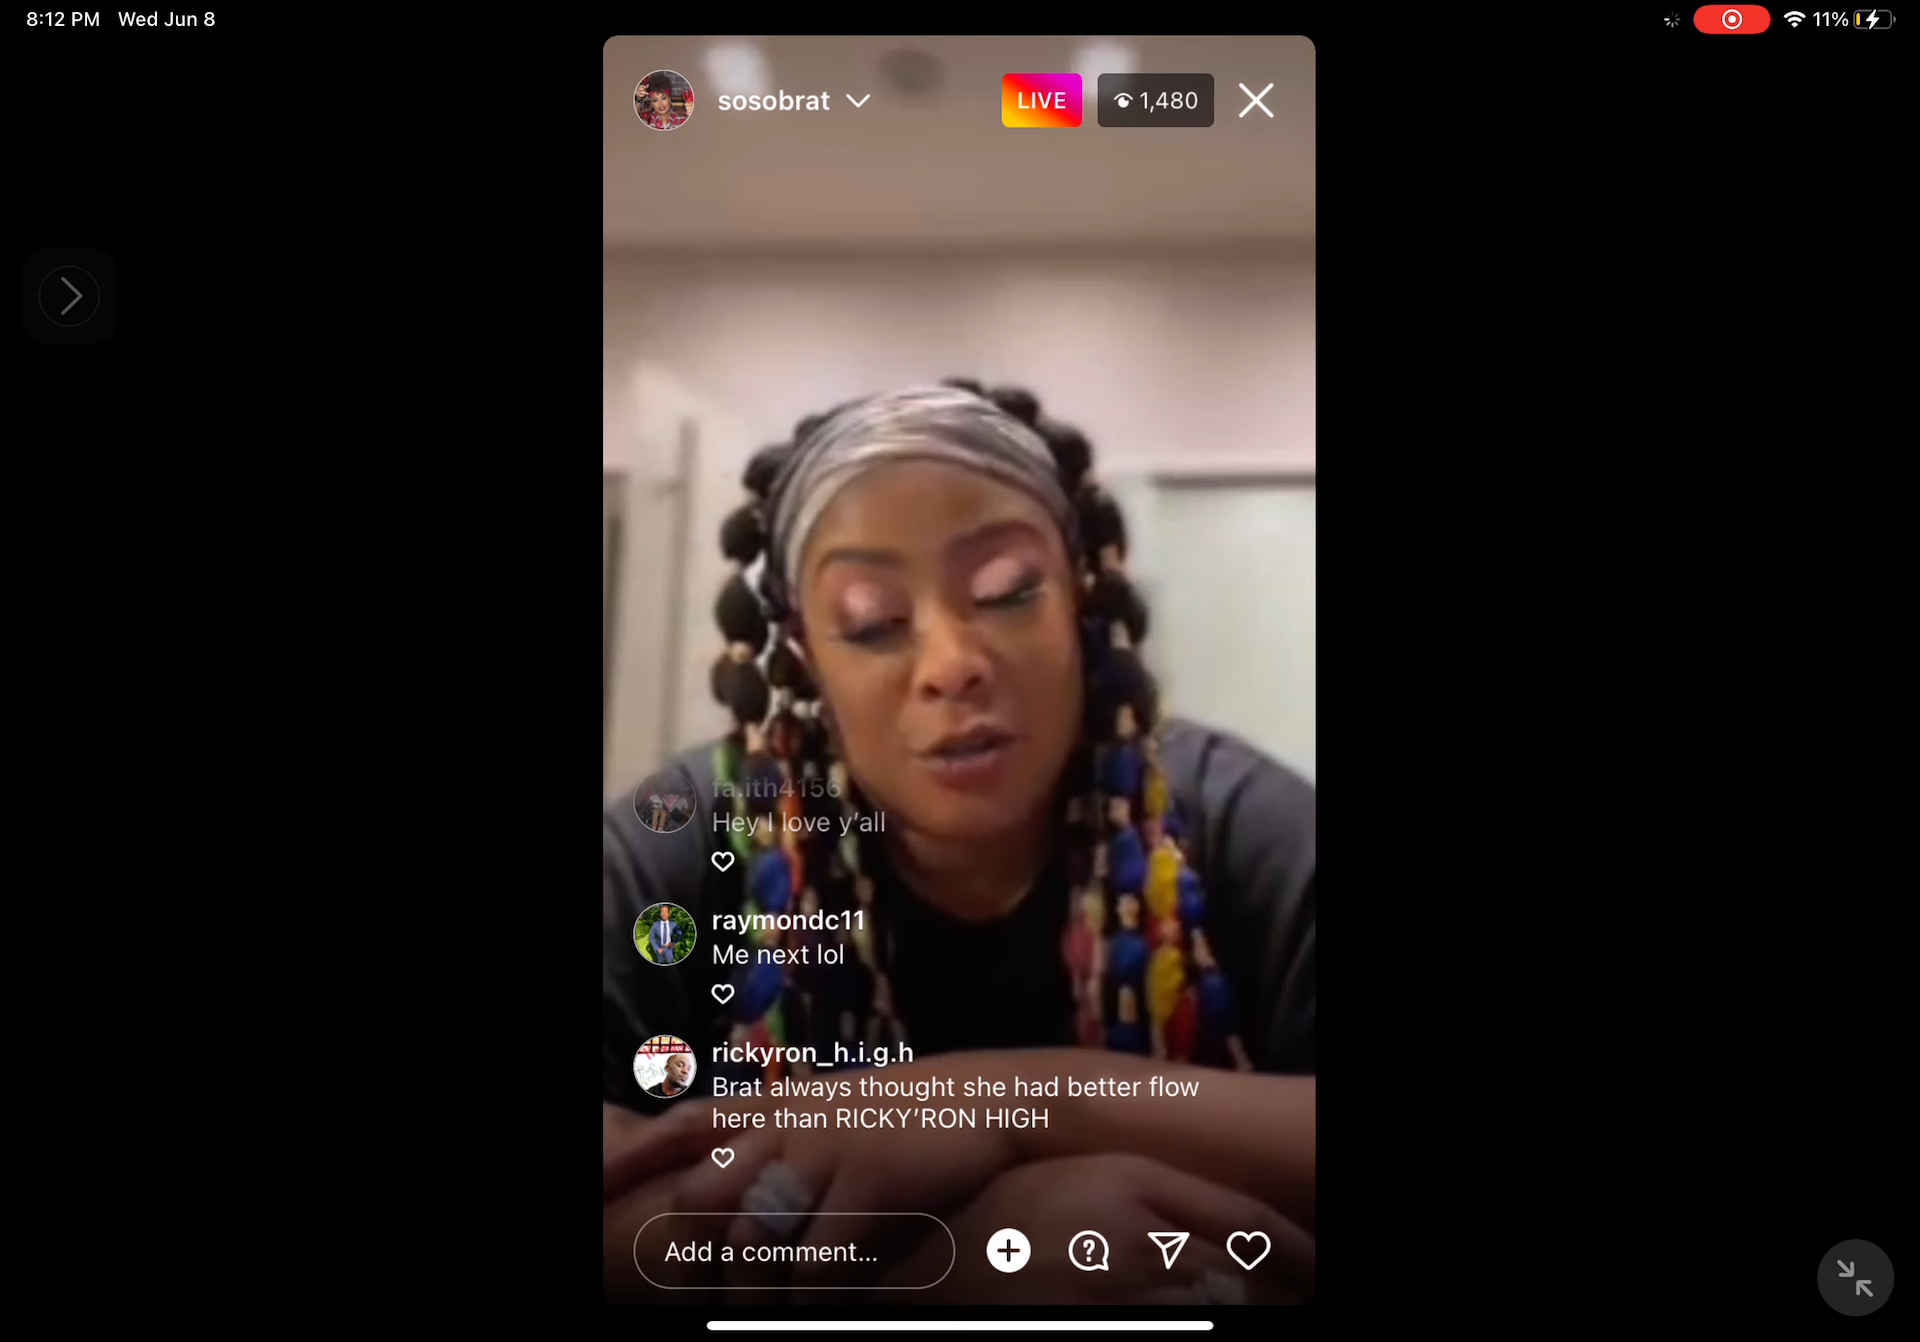 8:12 PM Wed Jun 8
11%
sosobrat
LIVE
1,480
fa.ith4156
Hey I love y’all
raymondc11
Me next lol
rickyron_h.i.g.h
Brat always thought she had better flow
here than RICKY’RON HIGH
Add a comment...